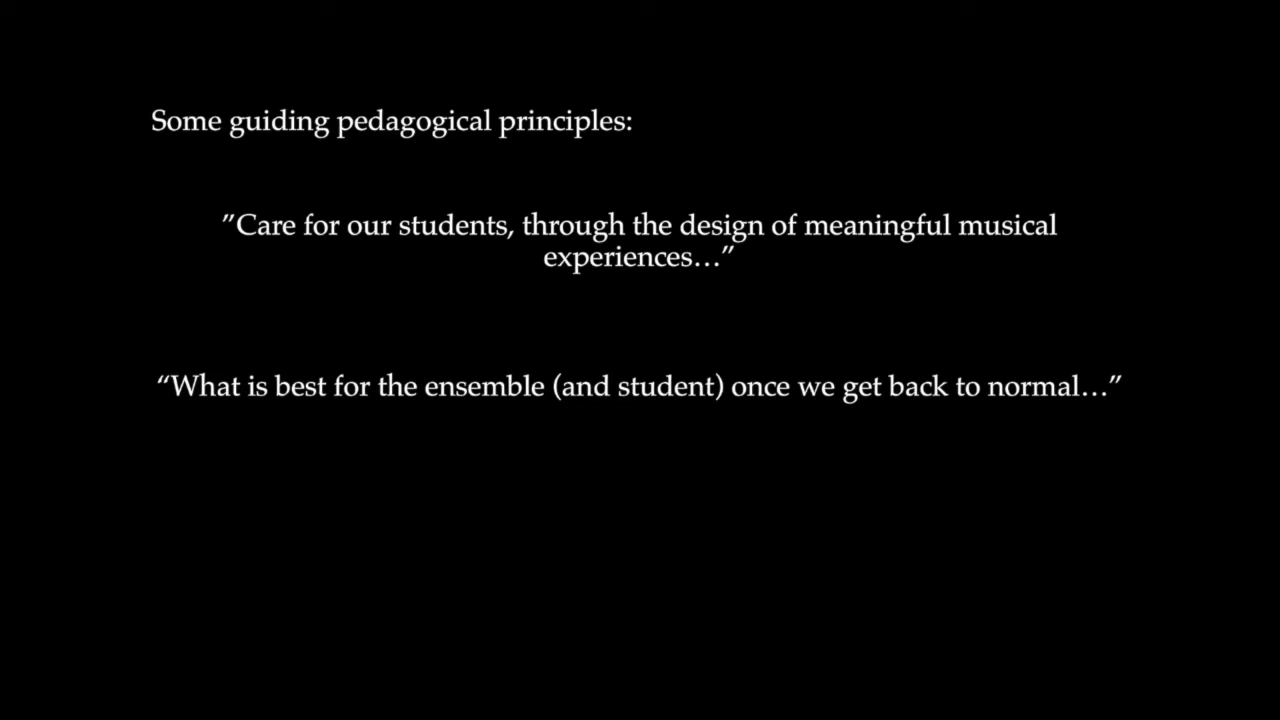 Some guiding pedagogical principles:
”Care for our students, through the design of meaningful musical
experiences…”
“What is best for the ensemble (and student) once we get back to normal…”